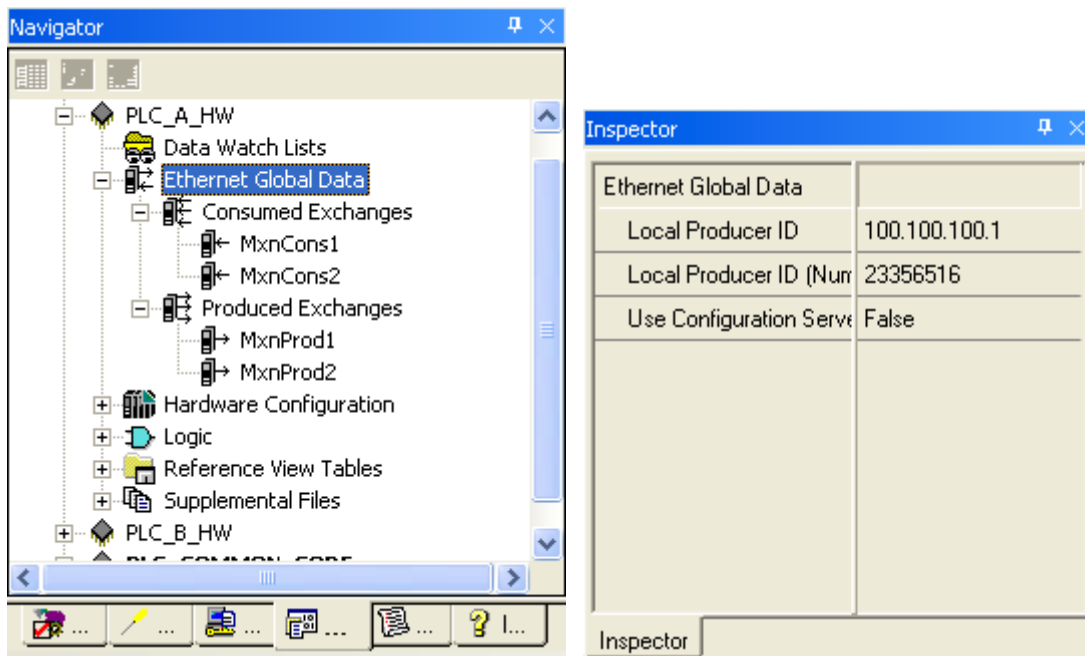 Navigator
PLC_A_HW
Data Watch Lists
Ethernet Global Data
Consumed Exchanges
MxnCons1
MxnCons2
Produced Exchanges
MxnProd1
MxnProd2
Hardware Configuration
Logic
Reference View Tables
Supplemental Files
PLC_B_HW
PLC_COMMON_CODE
...
...
...
...
...
I...
Inspector
Ethernet Global Data
Local Producer ID 100.100.100.1
Local Producer ID (Num 23356516
Use Configuration Serve False
Inspector